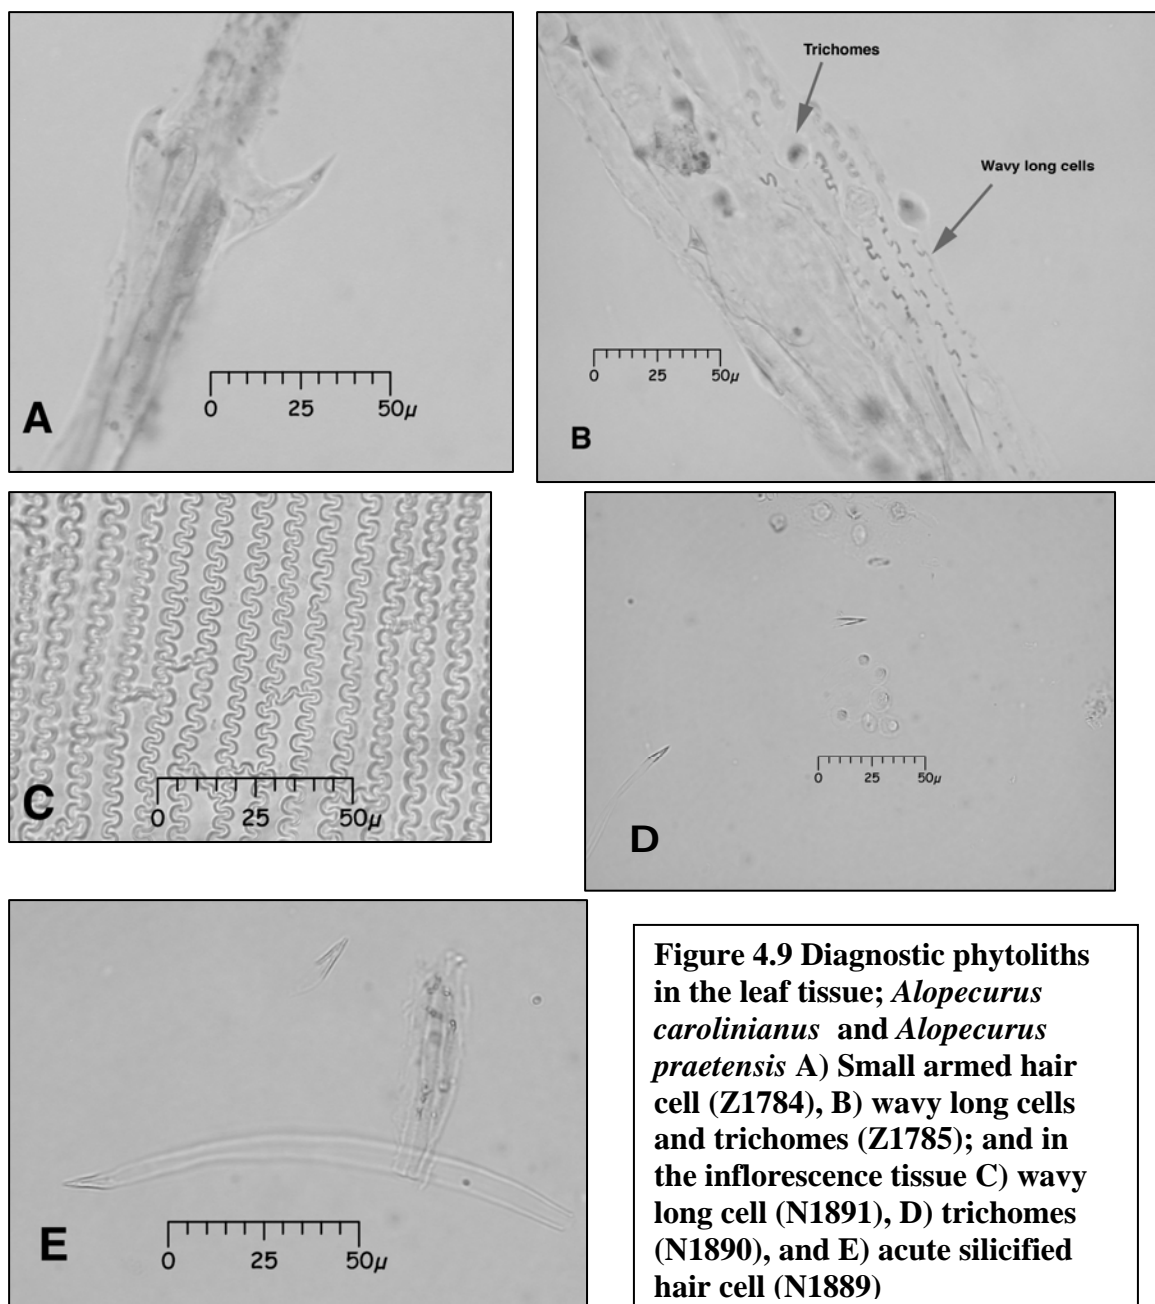 A
0 25 50µ
Trichomes
Wavy long cells
0 25 50µ
B
C
0 25 50µ
0 25 50µ
D
E
0 25 50µ
Figure 4.9 Diagnostic phytoliths
in the leaf tissue; Alopecurus
carolinianus and Alopecurus
praetensis A) Small armed hair
cell (Z1784), B) wavy long cells
and trichomes (Z1785); and in
the inflorescence tissue C) wavy
long cell (N1891), D) trichomes
(N1890), and E) acute silicified
hair cell (N1889)